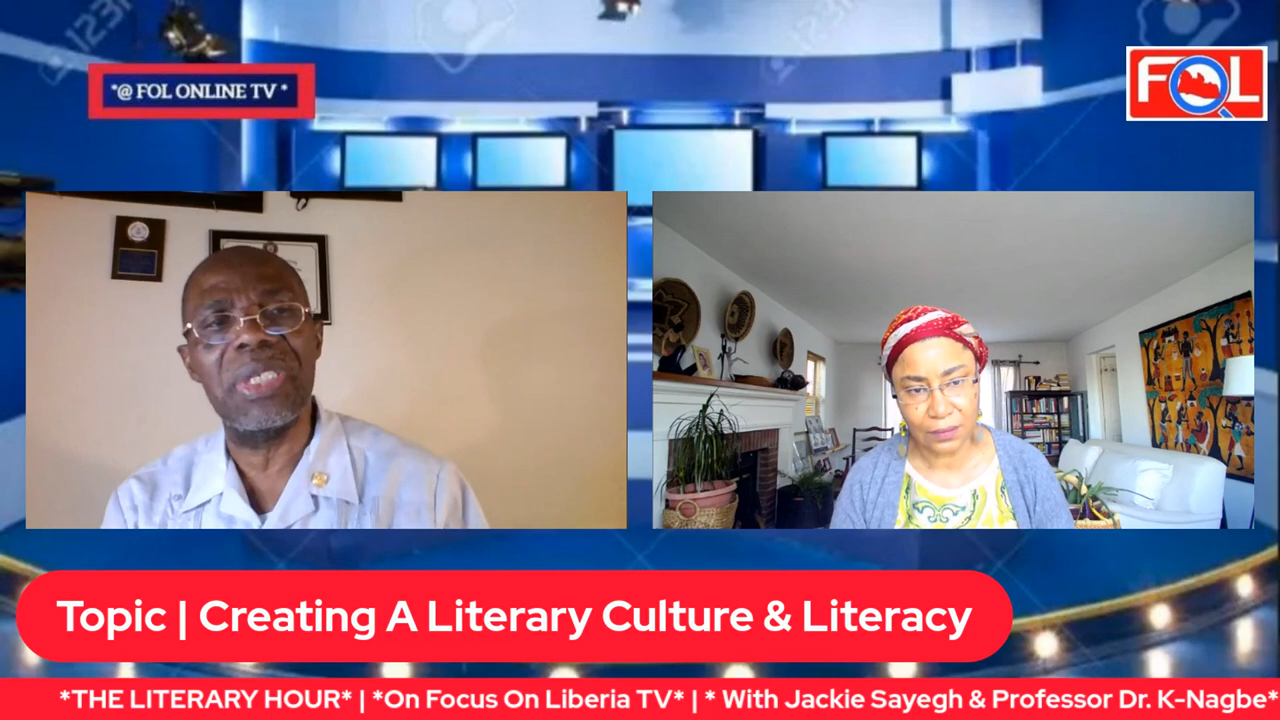 *@ FOL ONLINE TV *
FOL
Topic | Creating A Literary Culture & Literacy
*THE LITERARY HOUR* | *On Focus On Liberia TV* | * With Jackie Sayegh & Professor Dr. K-Nagbe*